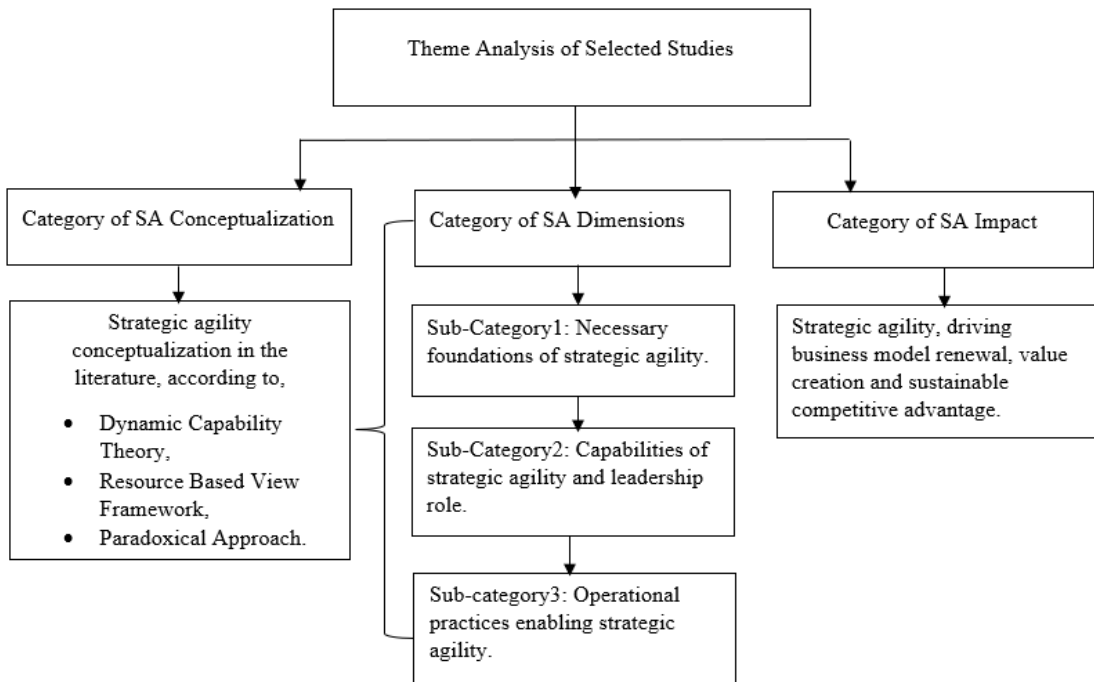 Theme Analysis of Selected Studies
Category of SA Conceptualization
Strategic agility
conceptualization in the
literature, according to,
• Dynamic Capability
Theory,
• Resource Based View
Framework,
• Paradoxical Approach.
Category of SA Dimensions
Sub-Category1: Necessary
foundations of strategic agility.
Sub-Category2: Capabilities of
strategic agility and leadership
role.
Sub-category3: Operational
practices enabling strategic
agility.
Category of SA Impact
Strategic agility, driving
business model renewal, value
creation and sustainable
competitive advantage.